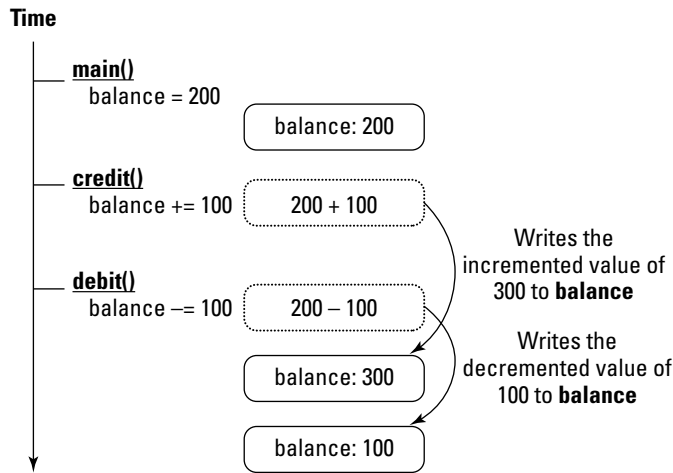 Time
main()
balance = 200
balance: 200
credit()
balance += 100
200 + 100
Writes the
incremented value of
300 to balance
debit()
balance –= 100
200 – 100
Writes the
decremented value of
100 to balance
balance: 300
balance: 100